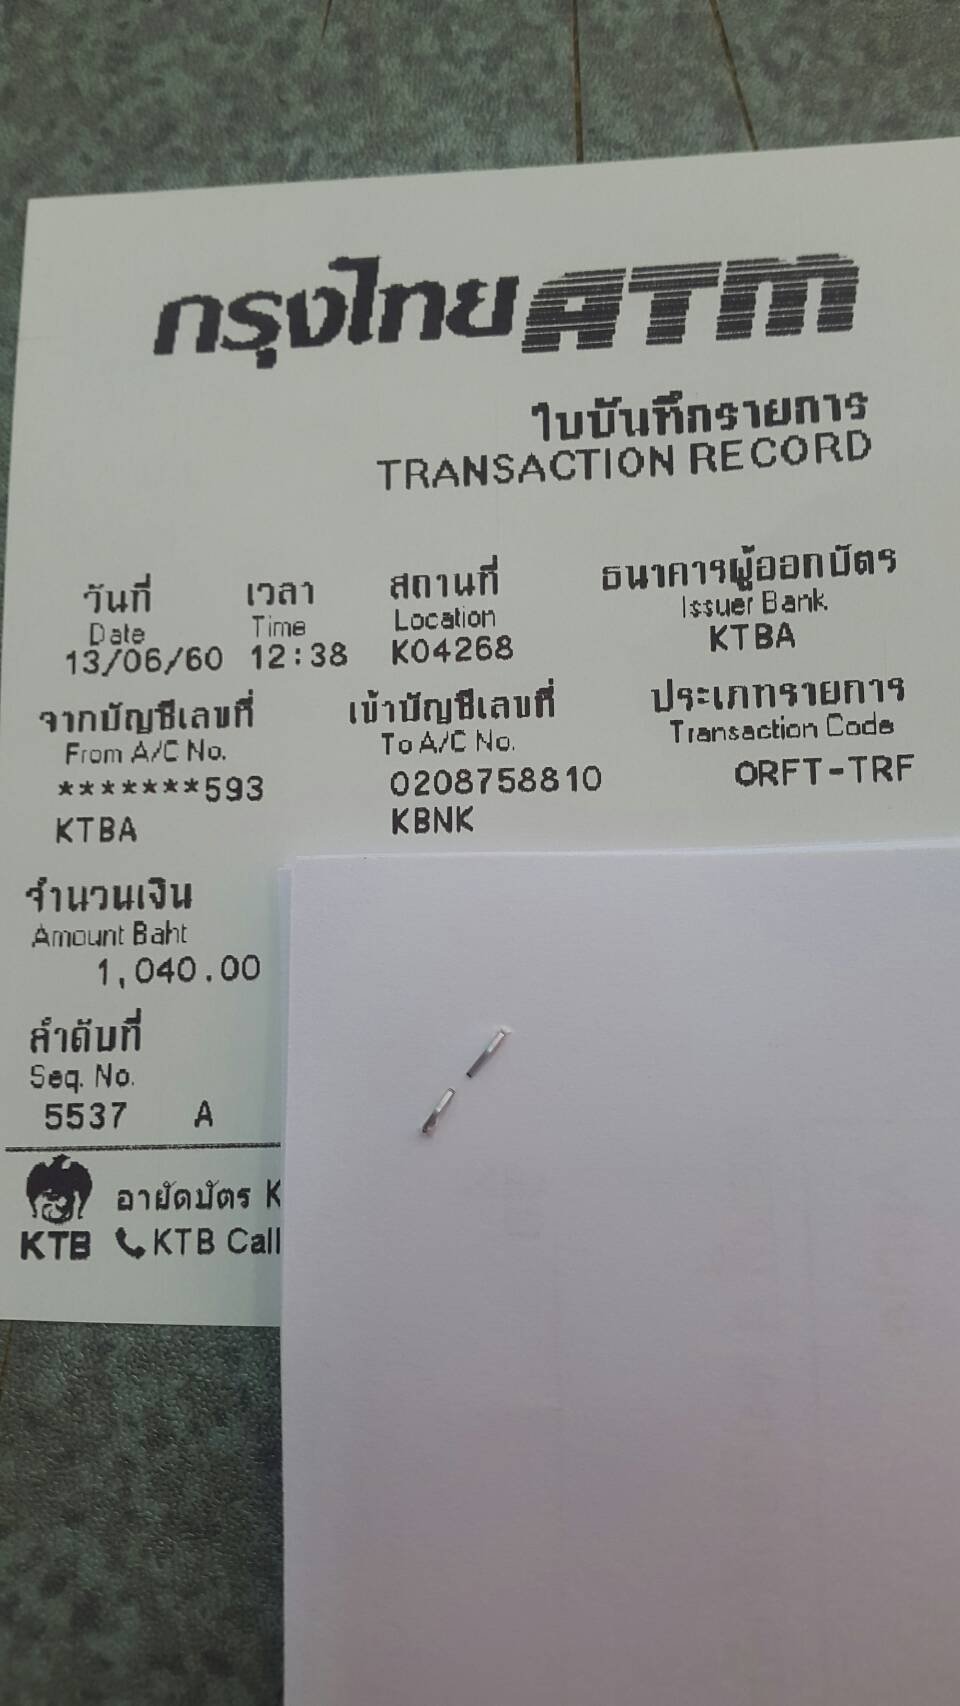 กรุงไทย ATM
ใบบันทึกรายการ
TRANSACTION RECORD
วันที่ เวลา สถานที่ ธนาคารผู้ออกบัตร
Date Time Location Issuer Bank
13/06/60 12:38 K04268 KTBA
จากบัญชีเลขที่ เข้าบัญชีเลขที่ ประเภทรายการ
From A/C No. To A/C No. Transaction Code
*******593 0208758810 ORFT-TRF
KTBA KBNK
จำนวนเงิน
Amount Baht
1,040.00
ลำดับที่
Seq. No.
5537 A
อายัดบัตร K
KTB KTB Call